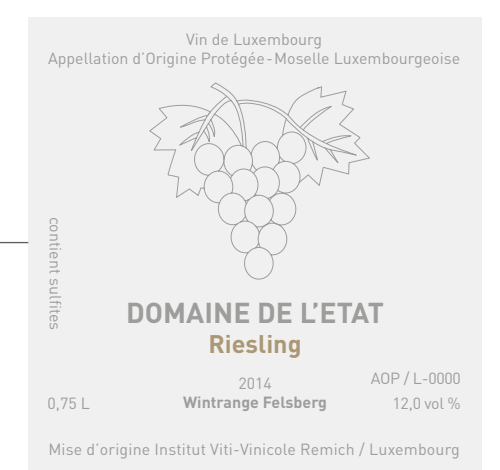 Vin de Luxembourg
Appellation d'Origine Protégée-Moselle Luxembourgeoise
contient sulfites
DOMAINE DE L'ETAT
Riesling
2014
AOP / L-0000
0,75 L
Wintrange Felsberg
12,0 vol %
Mise d'origine Institut Viti-Vinicole Remich / Luxembourg